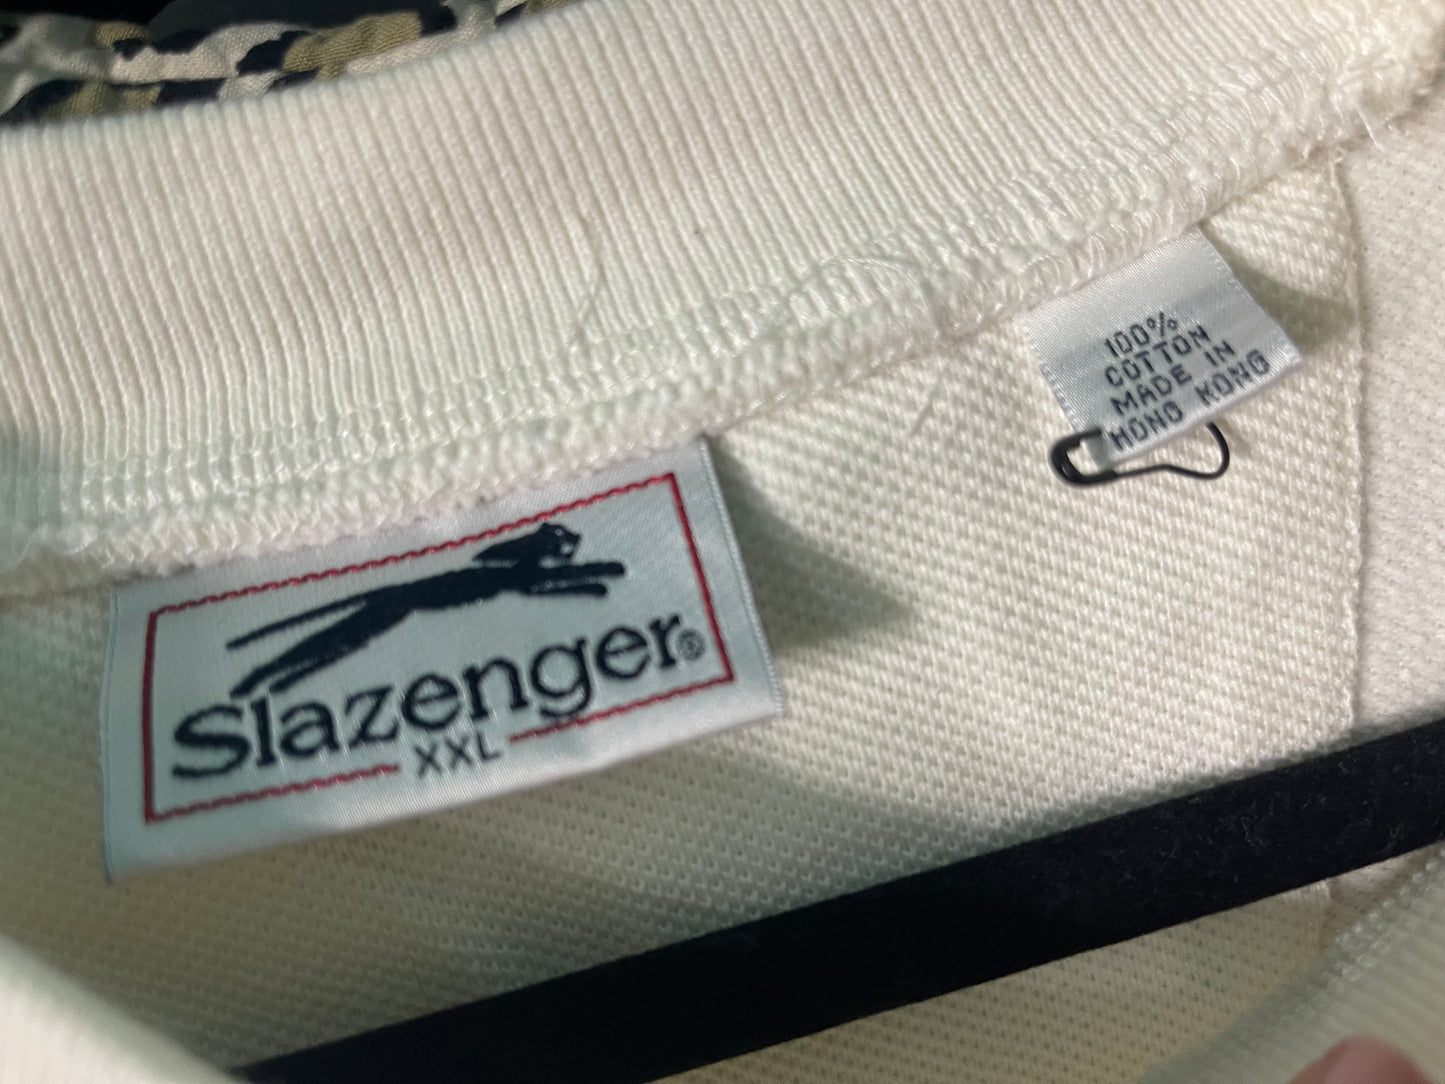 Slazenger®
XXL
100%
COTTON
MADE IN
HONG KONG